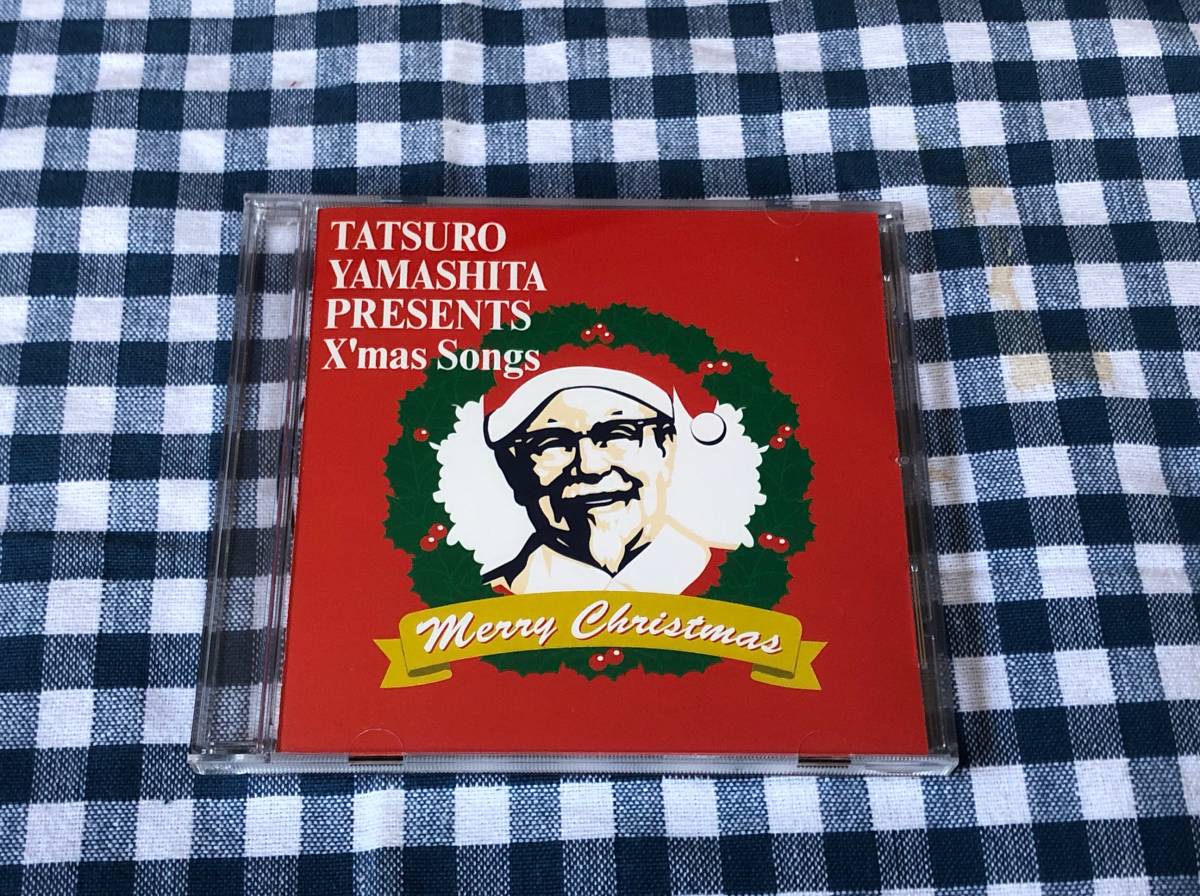 TATSURO
YAMASHITA
PRESENTS
X'mas Songs
Merry Christmas